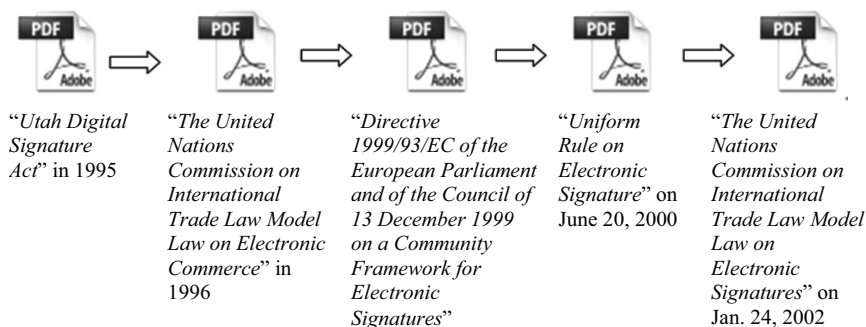 PDF
Adobe
PDF
Adobe
PDF
Adobe
PDF
Adobe
PDF
Adobe
“Utah Digital
Signature
Act” in 1995
“The United
Nations
Commission on
International
Trade Law Model
Law on Electronic
Commerce” in
1996
“Directive
1999/93/EC of the
European Parliament
and of the Council of
13 December 1999
on a Community
Framework for
Electronic
Signatures”
“Uniform
Rule on
Electronic
Signature” on
June 20, 2000
“The United
Nations
Commission on
International
Trade Law Model
Law on
Electronic
Signatures” on
Jan. 24, 2002